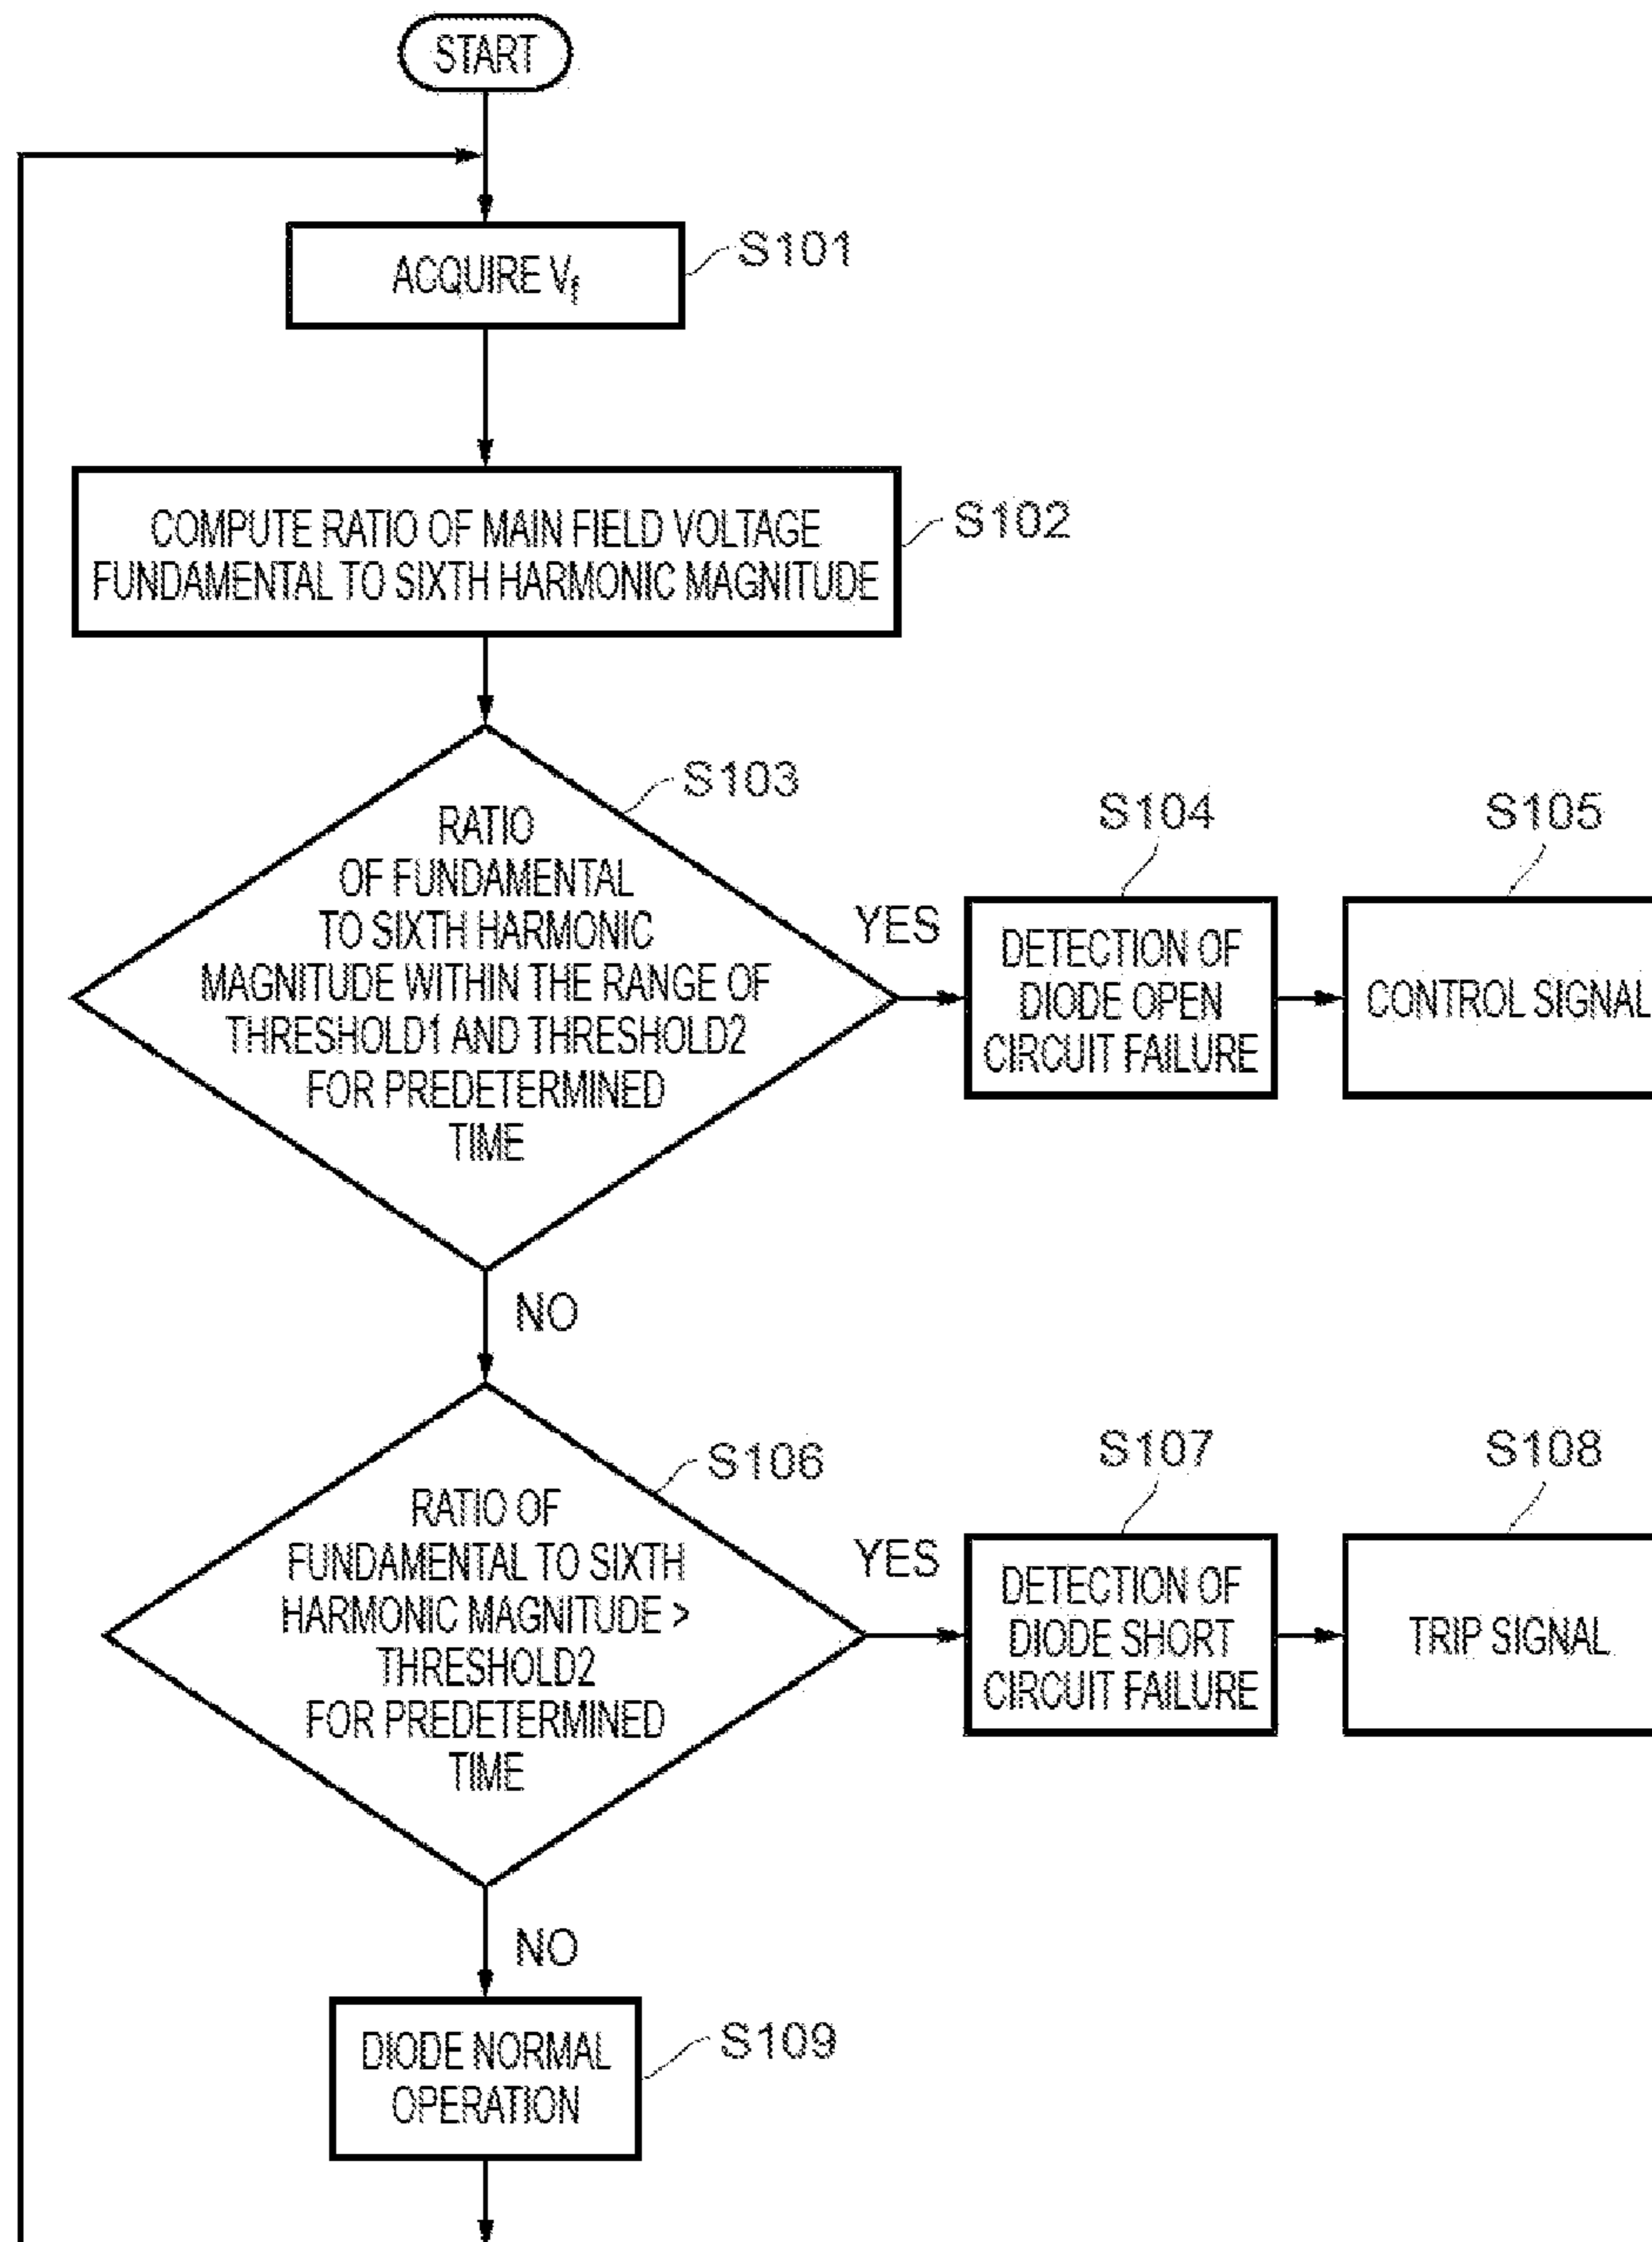 START
ACQUIRE Vf
S101
COMPUTE RATIO OF MAIN FIELD VOLTAGE
FUNDAMENTAL TO SIXTH HARMONIC MAGNITUDE
S102
RATIO
OF FUNDAMENTAL
TO SIXTH HARMONIC
MAGNITUDE WITHIN THE RANGE OF
THRESHOLD1 AND THRESHOLD2
FOR PREDETERMINED
TIME
S103
YES
S104
DETECTION OF
DIODE OPEN
CIRCUIT FAILURE
S105
CONTROL SIGNAL
NO
RATIO OF
FUNDAMENTAL TO SIXTH
HARMONIC MAGNITUDE >
THRESHOLD2
FOR PREDETERMINED
TIME
S106
YES
S107
DETECTION OF
DIODE SHORT
CIRCUIT FAILURE
S108
TRIP SIGNAL
NO
DIODE NORMAL
OPERATION
S109